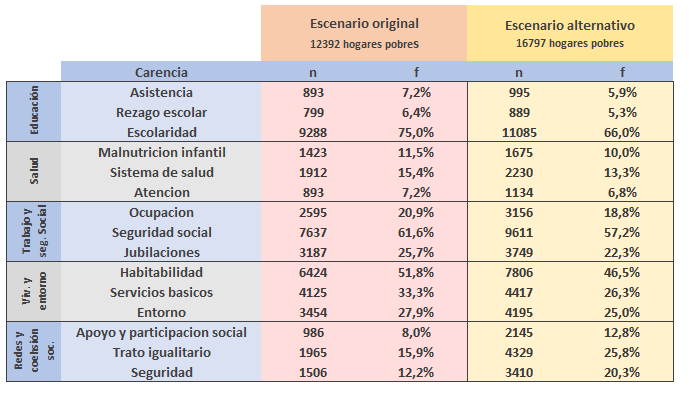 Escenario original Escenario alternativo
12392 hogares pobres 16797 hogares pobres
Carencia n f n f
Educación
Asistencia 893 7,2% 995 5,9%
Rezago escolar 799 6,4% 889 5,3%
Escolaridad 9288 75,0% 11085 66,0%
Salud
Malnutricion infantil 1423 11,5% 1675 10,0%
Sistema de salud 1912 15,4% 2230 13,3%
Atencion 893 7,2% 1134 6,8%
Trabajo y
seg. Social
Ocupacion 2595 20,9% 3156 18,8%
Seguridad social 7637 61,6% 9611 57,2%
Jubilaciones 3187 25,7% 3749 22,3%
Viv. y
entorno
Habitabilidad 6424 51,8% 7806 46,5%
Servicios basicos 4125 33,3% 4417 26,3%
Entorno 3454 27,9% 4195 25,0%
Redes y
coehsión
soc.
Apoyo y participacion social 986 8,0% 2145 12,8%
Trato igualitario 1965 15,9% 4329 25,8%
Seguridad 1506 12,2% 3410 20,3%